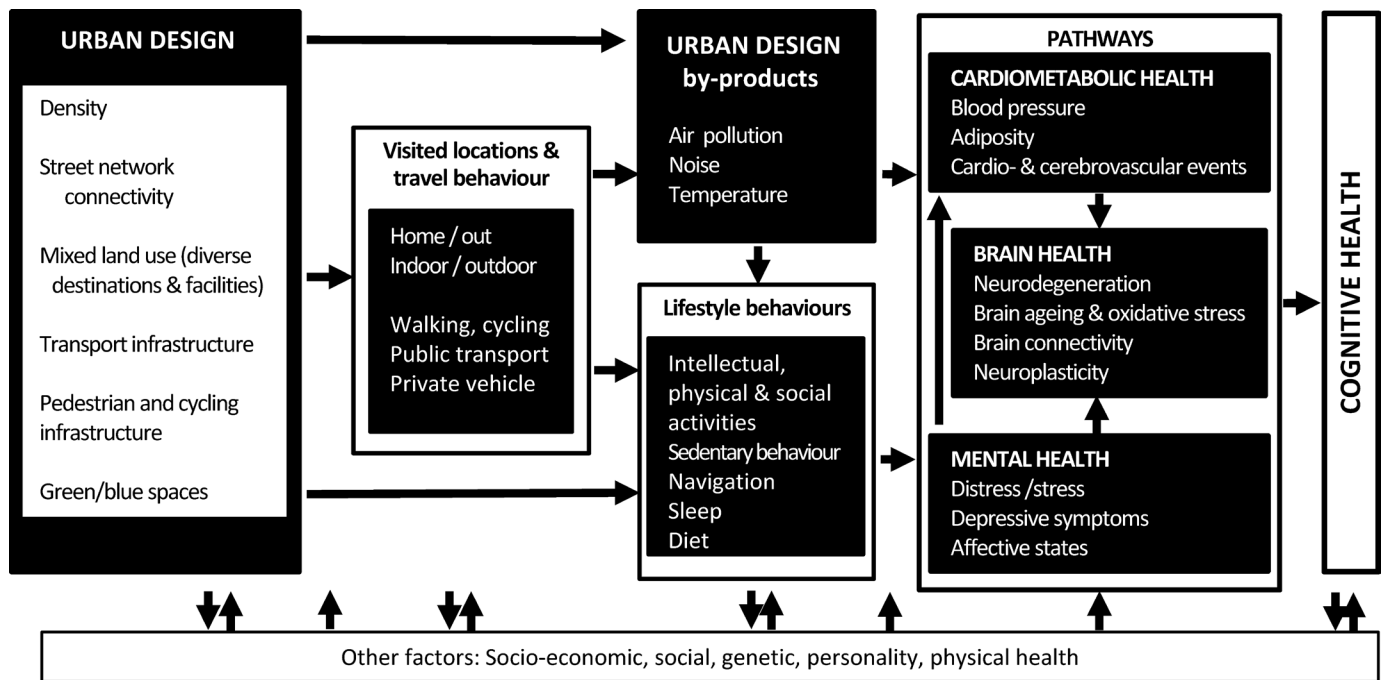 URBAN DESIGN
Density
Street network
connectivity
Mixed land use (diverse
destinations & facilities)
Transport infrastructure
Pedestrian and cycling
infrastructure
Green/blue spaces
Visited locations &
travel behaviour
Home / out
Indoor / outdoor
Walking, cycling
Public transport
Private vehicle
URBAN DESIGN
by-products
Air pollution
Noise
Temperature
Lifestyle behaviours
Intellectual,
physical & social
activities
Sedentary behaviour
Navigation
Sleep
Diet
PATHWAYS
CARDIOMETABOLIC HEALTH
Blood pressure
Adiposity
Cardio- & cerebrovascular events
BRAIN HEALTH
Neurodegeneration
Brain ageing & oxidative stress
Brain connectivity
Neuroplasticity
MENTAL HEALTH
Distress /stress
Depressive symptoms
Affective states
COGNITIVE HEALTH
Other factors: Socio-economic, social, genetic, personality, physical health